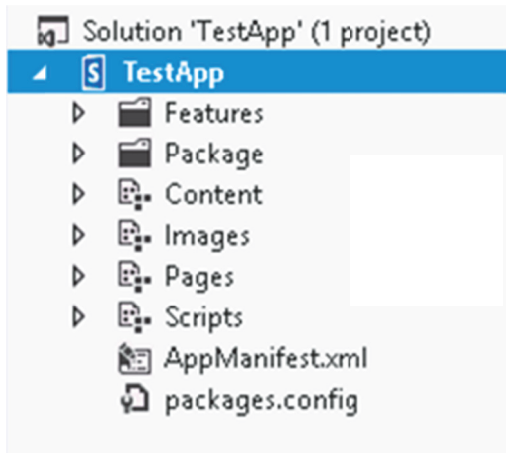 Solution 'TestApp' (1 project)
TestApp
Features
Package
Content
Images
Pages
Scripts
AppManifest.xml
packages.config